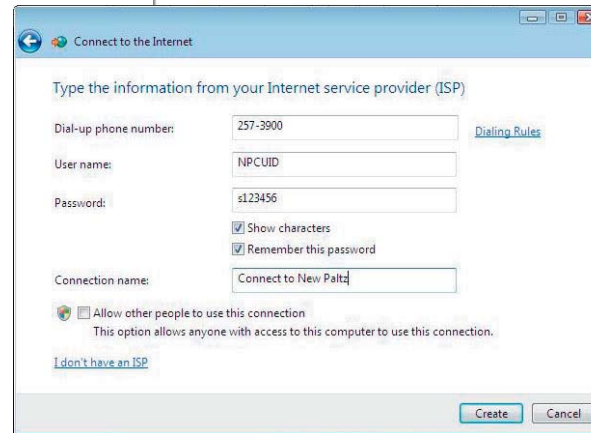 Connect to the Internet
Type the information from your Internet service provider (ISP)
Dial-up phone number: 257-3900 Dialing Rules
User name: NPCUID
Password: s123456
Show characters
Remember this password
Connection name: Connect to New Paltz
Allow other people to use this connection
This option allows anyone with access to this computer to use this connection.
I don't have an ISP
Create Cancel